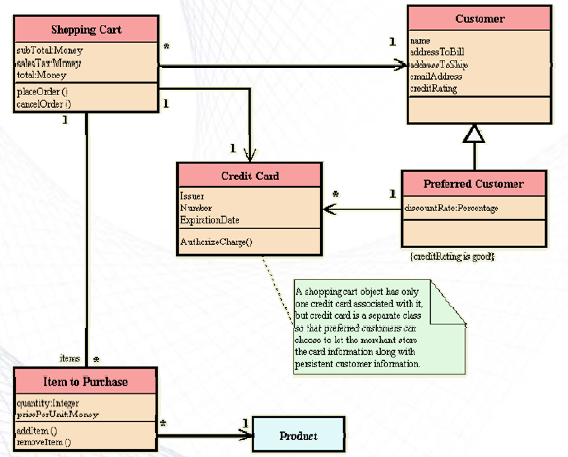 Shopping Cart
subTotal:Money
salesTax:Money
total:Money
placeOrder ()
cancelOrder ()
*
1
Customer
name
addressToBill
addressToShip
emailAddress
creditRating
1
1
1
Credit Card
Issuer
Number
ExpirationDate
AuthorizeCharge()
*
1
Preferred Customer
discountRate:Percentage
{creditRating is good}
A shopping cart object has only
one credit card associated with it,
but credit card is a separate class
so that preferred customers can
choose to let the merchant store
the card information along with
persistent customer information.
items
*
Item to Purchase
quantity:Integer
pricePerUnit:Money
addItem ()
removeItem ()
*
1
Product